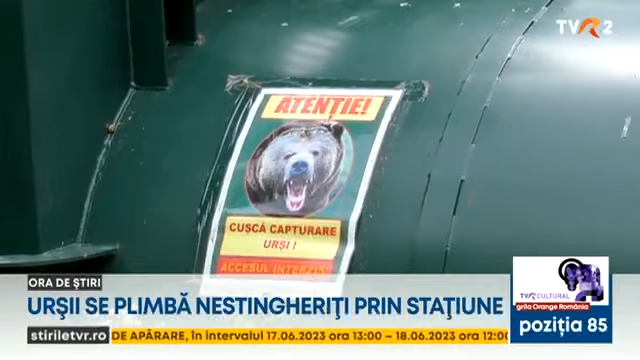 TVR 2
ATENȚIE!
CUȘCĂ CAPTURARE
URȘI !
ACCESUL INTERZIS
ORA DE ȘTIRI
URȘII SE PLIMBĂ NESTINGHERIȚI PRIN STAȚIUNE
TVR CULTURAL
grila Orange România
poziția 85
stiriletvr.ro
DE APĂRARE, în intervalul 17.06.2023 ora 13:00 – 18.06.2023 ora 12:00